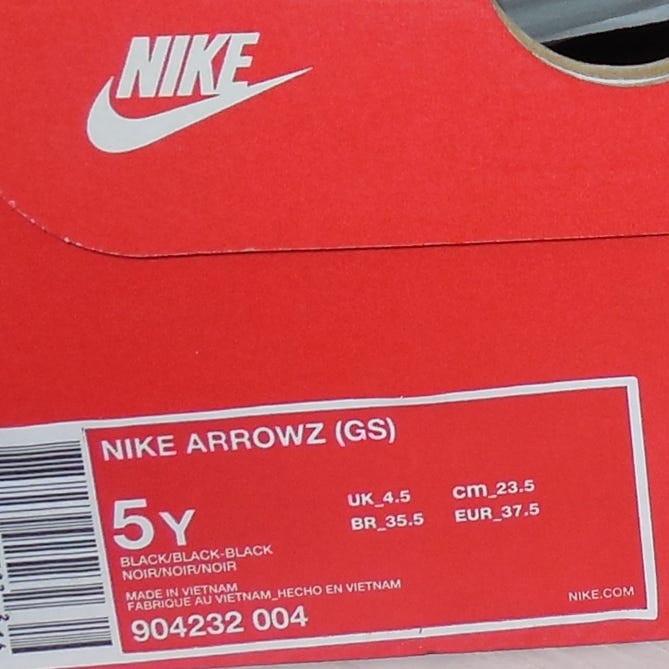 NIKE
NIKE ARROWZ (GS)
5Y
UK_4.5 cm_23.5
BR_35.5 EUR_37.5
BLACK/BLACK-BLACK
NOIR/NOIR/NOIR
MADE IN VIETNAM
FABRIQUE AU VIETNAM_HECHO EN VIETNAM
904232 004
NIKE.COM